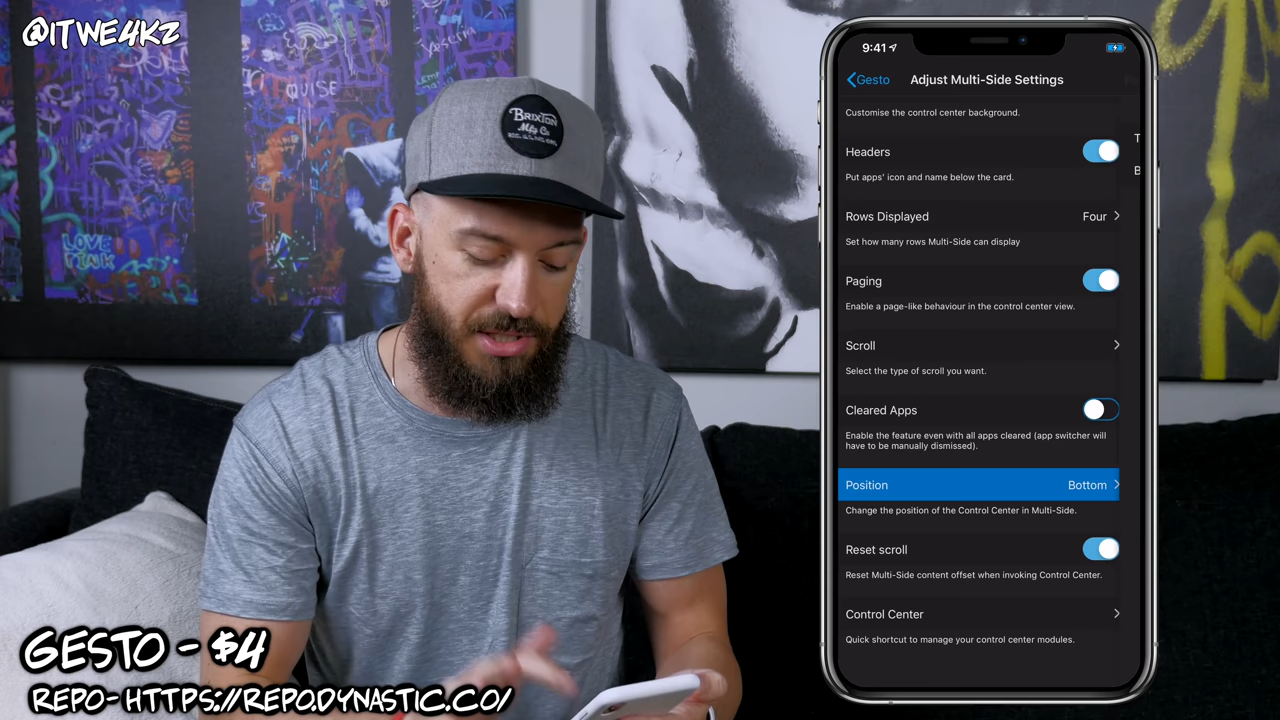 @iTWE4KZ
QUISE
LOVE
PINK
BRIXTON
Mfg Co
9:41
Gesto
Adjust Multi-Side Settings
Customise the control center background.
Headers
Put apps' icon and name below the card.
Rows Displayed Four
Set how many rows Multi-Side can display
Paging
Enable a page-like behaviour in the control center view.
Scroll
Select the type of scroll you want.
Cleared Apps
Enable the feature even with all apps cleared (app switcher will
have to be manually dismissed).
Position Bottom
Change the position of the Control Center in Multi-Side.
Reset scroll
Reset Multi-Side content offset when invoking Control Center.
Control Center
Quick shortcut to manage your control center modules.
T
B
GESTO - $4
REPO-HTTPS://REPO.DYNASTIC.CO/